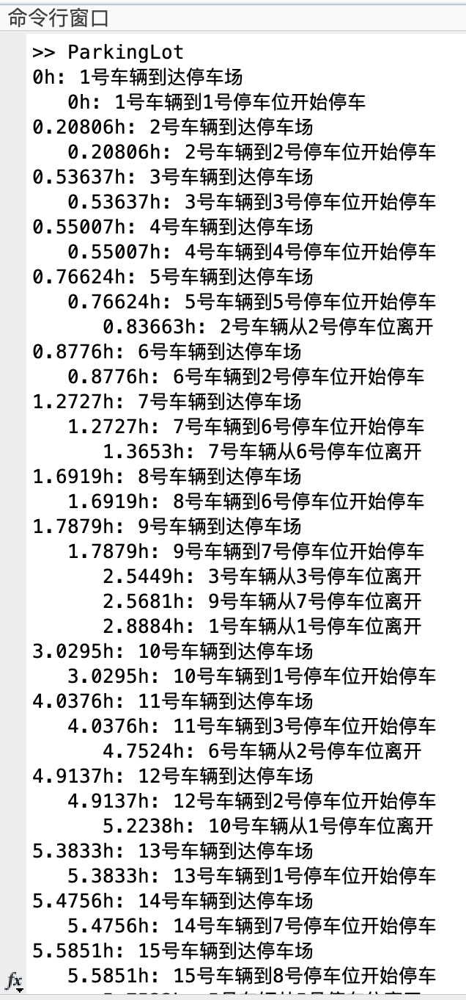 命令行窗口
>> ParkingLot
0h: 1号车辆到达停车场
0h: 1号车辆到1号停车位开始停车
0.20806h: 2号车辆到达停车场
0.20806h: 2号车辆到2号停车位开始停车
0.53637h: 3号车辆到达停车场
0.53637h: 3号车辆到3号停车位开始停车
0.55007h: 4号车辆到达停车场
0.55007h: 4号车辆到4号停车位开始停车
0.76624h: 5号车辆到达停车场
0.76624h: 5号车辆到5号停车位开始停车
0.83663h: 2号车辆从2号停车位离开
0.8776h: 6号车辆到达停车场
0.8776h: 6号车辆到2号停车位开始停车
1.2727h: 7号车辆到达停车场
1.2727h: 7号车辆到6号停车位开始停车
1.3653h: 7号车辆从6号停车位离开
1.6919h: 8号车辆到达停车场
1.6919h: 8号车辆到6号停车位开始停车
1.7879h: 9号车辆到达停车场
1.7879h: 9号车辆到7号停车位开始停车
2.5449h: 3号车辆从3号停车位离开
2.5681h: 9号车辆从7号停车位离开
2.8884h: 1号车辆从1号停车位离开
3.0295h: 10号车辆到达停车场
3.0295h: 10号车辆到1号停车位开始停车
4.0376h: 11号车辆到达停车场
4.0376h: 11号车辆到3号停车位开始停车
4.7524h: 6号车辆从2号停车位离开
4.9137h: 12号车辆到达停车场
4.9137h: 12号车辆到2号停车位开始停车
5.2238h: 10号车辆从1号停车位离开
5.3833h: 13号车辆到达停车场
5.3833h: 13号车辆到1号停车位开始停车
5.4756h: 14号车辆到达停车场
5.4756h: 14号车辆到7号停车位开始停车
5.5851h: 15号车辆到达停车场
fx 5.5851h: 15号车辆到8号停车位开始停车